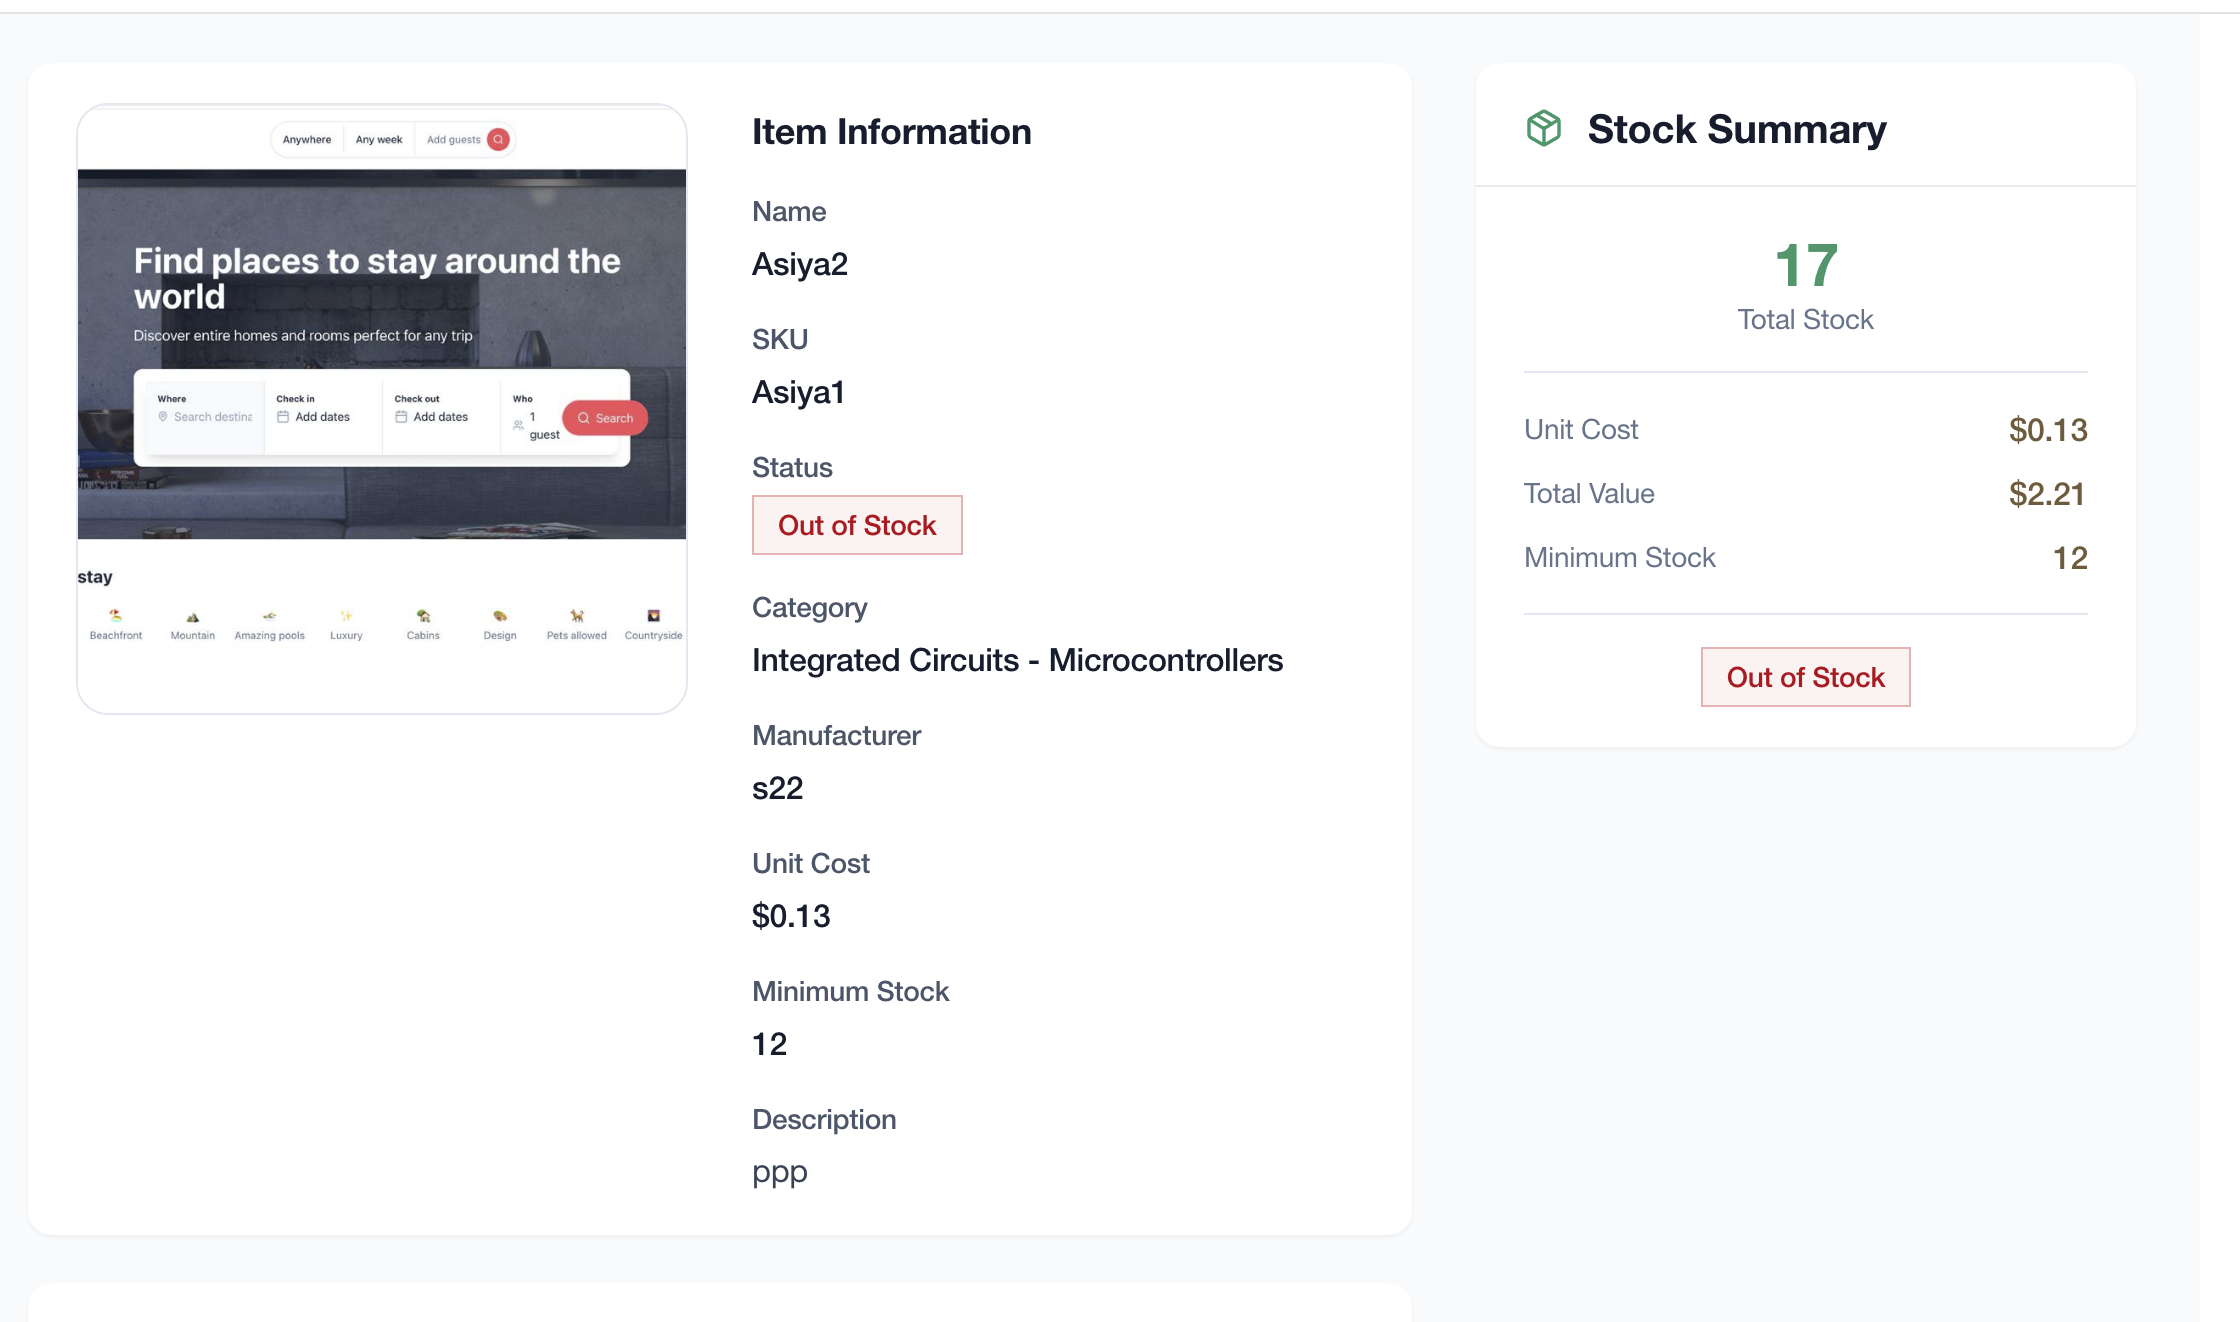 Anywhere
Any week
Add guests
Find places to stay around the
world
Discover entire homes and rooms perfect for any trip
Where
Search destina
Check in
Add dates
Check out
Add dates
Who
1
guest
Search
stay
Beachfront
Mountain
Amazing pools
Luxury
Cabins
Design
Pets allowed
Countryside
Item Information
Name
Asiya2
SKU
Asiya1
Status
Out of Stock
Category
Integrated Circuits - Microcontrollers
Manufacturer
s22
Unit Cost
$0.13
Minimum Stock
12
Description
ppp
Stock Summary
17
Total Stock
Unit Cost $0.13
Total Value $2.21
Minimum Stock 12
Out of Stock